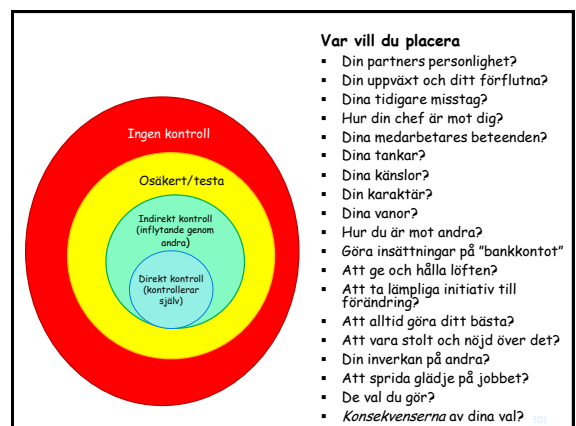 Var vill du placera
▪ Din partners personlighet?
▪ Din uppväxt och ditt förflutna?
▪ Dina tidigare misstag?
▪ Hur din chef är mot dig?
▪ Dina medarbetares beteenden?
▪ Dina tankar?
▪ Dina känslor?
▪ Din karaktär?
▪ Dina vanor?
▪ Hur du är mot andra?
▪ Göra insättningar på ”bankkontot”
▪ Att ge och hålla löften?
▪ Att ta lämpliga initiativ till
förändring?
▪ Att alltid göra ditt bästa?
▪ Att vara stolt och nöjd över det?
▪ Din inverkan på andra?
▪ Att sprida glädje på jobbet?
▪ De val du gör?
▪ Konsekvenserna av dina val?
Ingen kontroll
Osäkert/testa
Indirekt kontroll
(inflytande genom
andra)
Direkt kontroll
(kontrollerar
själv)